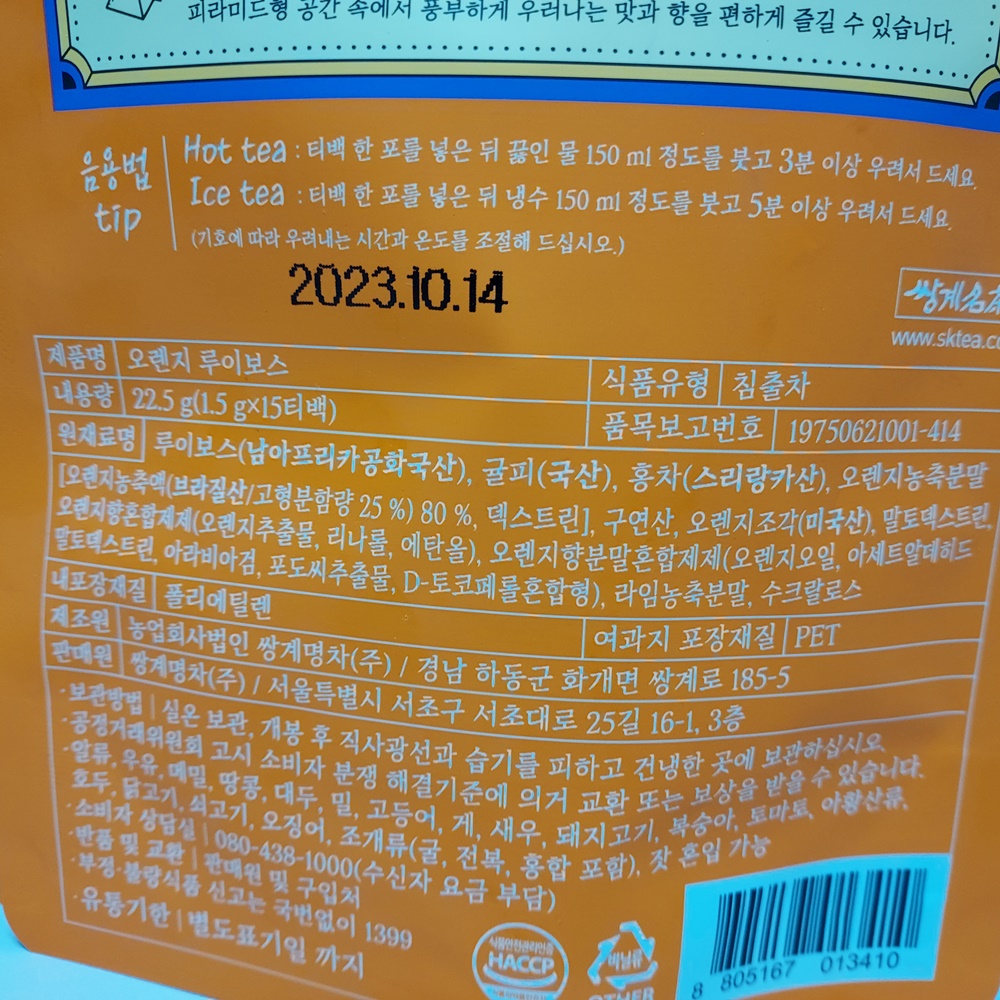 피라미드형 공간 속에서 풍부하게 우러나는 맛과 향을 편하게 즐길 수 있습니다.
음용법
tip
Hot tea : 티백 한 포를 넣은 뒤 끓인 물 150 ml 정도를 붓고 3분 이상 우려서 드세요.
Ice tea : 티백 한 포를 넣은 뒤 냉수 150 ml 정도를 붓고 5분 이상 우려서 드세요.
(기호에 따라 우려내는 시간과 온도를 조절해 드십시오.)
2023.10.14
쌍계名茶
www.sktea.co
제품명 오렌지 루이보스 식품유형 침출차
내용량 22.5 g(1.5 g×15티백) 품목보고번호 19750621001-414
원재료명 루이보스(남아프리카공화국산), 귤피(국산), 홍차(스리랑카산), 오렌지농축분말
[오렌지농축액(브라질산/고형분함량 25 %) 80 %, 덱스트린], 구연산, 오렌지조각(미국산), 말토덱스트린,
오렌지향혼합제제(오렌지추출물, 리나롤, 에탄올), 오렌지향분말혼합제제(오렌지오일, 아세트알데히드
말토덱스트린, 아라비아검, 포도씨추출물, D-토코페롤혼합형), 라임농축분말, 수크랄로스
내포장재질 폴리에틸렌 여과지 포장재질 PET
제조원 농업회사법인 쌍계명차(주) / 경남 하동군 화개면 쌍계로 185-5
판매원 쌍계명차(주) / 서울특별시 서초구 서초대로 25길 16-1, 3층
·보관방법 | 실온 보관, 개봉 후 직사광선과 습기를 피하고 건냉한 곳에 보관하십시오
·공정거래위원회 고시 소비자 분쟁 해결기준에 의거 교환 또는 보상을 받을 수 있습니다.
·알류, 우유, 메밀, 땅콩, 대두, 밀, 고등어, 게, 새우, 돼지고기, 복숭아, 토마토, 아황산류,
호두, 닭고기, 쇠고기, 오징어, 조개류(굴, 전복, 홍합 포함), 잣 혼입 가능
·소비자 상담실 | 080-438-1000(수신자 요금 부담)
·반품 및 교환 | 판매원 및 구입처
·부정·불량식품 신고는 국번없이 1399
·유통기한 | 별도표기일 까지
식품안전관리인증
HACCP
비닐류
OTHER
8 805167 013410